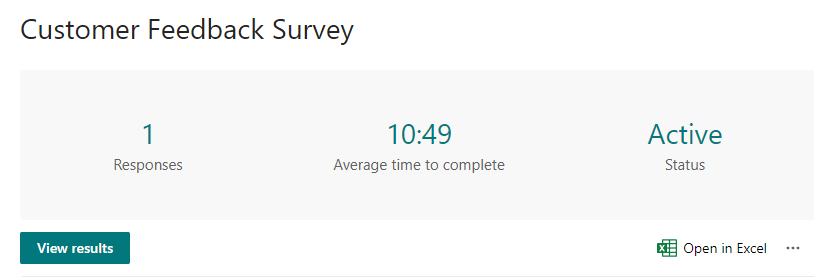 Customer Feedback Survey
1
Responses
10:49
Average time to complete
Active
Status
View results
Open in Excel